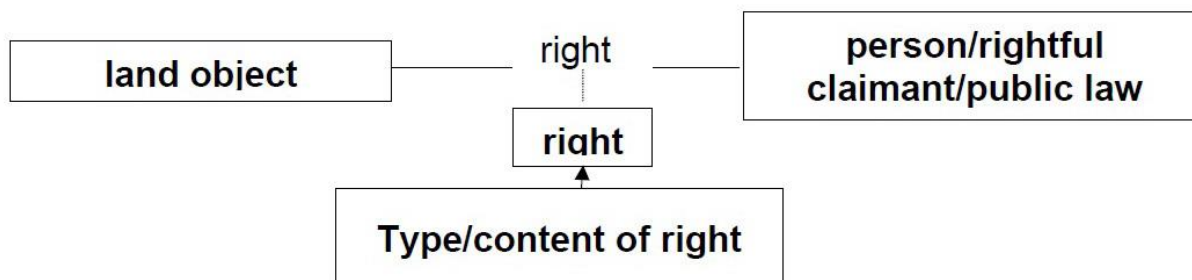 land object
right
person/rightful
claimant/public law
right
Type/content of right